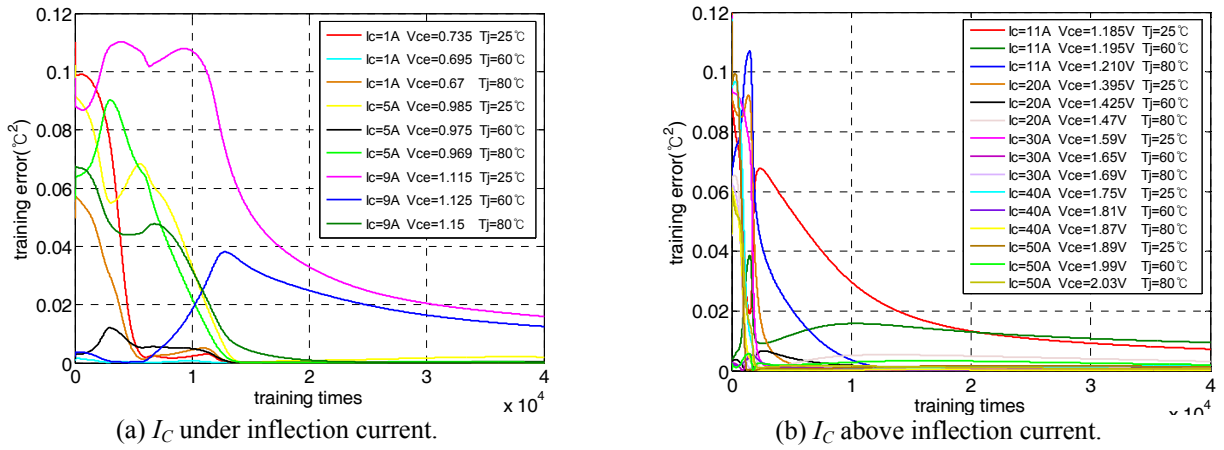 0.12
0.1
0.08
0.06
0.04
0.02
0
training error(℃²)
0 1 2 3 4
training times
x 10⁴
Ic=1A Vce=0.735 Tj=25℃
Ic=1A Vce=0.695 Tj=60℃
Ic=1A Vce=0.67 Tj=80℃
Ic=5A Vce=0.985 Tj=25℃
Ic=5A Vce=0.975 Tj=60℃
Ic=5A Vce=0.969 Tj=80℃
Ic=9A Vce=1.115 Tj=25℃
Ic=9A Vce=1.125 Tj=60℃
Ic=9A Vce=1.15 Tj=80℃
(a) I_C under inflection current.
0.12
0.1
0.08
0.06
0.04
0.02
0
training error(℃²)
0 1 2 3 4
training times
x 10⁴
Ic=11A Vce=1.185V Tj=25℃
Ic=11A Vce=1.195V Tj=60℃
Ic=11A Vce=1.210V Tj=80℃
Ic=20A Vce=1.395V Tj=25℃
Ic=20A Vce=1.425V Tj=60℃
Ic=20A Vce=1.47V Tj=80℃
Ic=30A Vce=1.59V Tj=25℃
Ic=30A Vce=1.65V Tj=60℃
Ic=30A Vce=1.69V Tj=80℃
Ic=40A Vce=1.75V Tj=25℃
Ic=40A Vce=1.81V Tj=60℃
Ic=40A Vce=1.87V Tj=80℃
Ic=50A Vce=1.89V Tj=25℃
Ic=50A Vce=1.99V Tj=60℃
Ic=50A Vce=2.03V Tj=80℃
(b) I_C above inflection current.